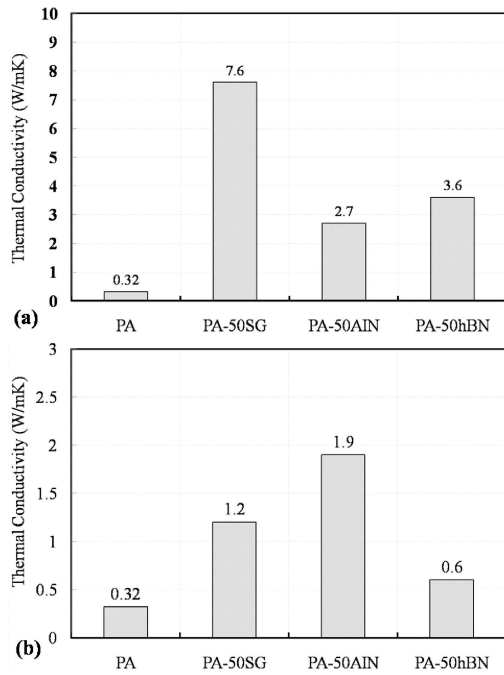 10
9
8
7
6
5
4
3
2
1
0
Thermal Conductivity (W/mK)
0.32
7.6
2.7
3.6
(a)
PA
PA-50SG
PA-50AlN
PA-50hBN
3
2.5
2
1.5
1
0.5
0
Thermal Conductivity (W/mK)
0.32
1.2
1.9
0.6
(b)
PA
PA-50SG
PA-50AlN
PA-50hBN